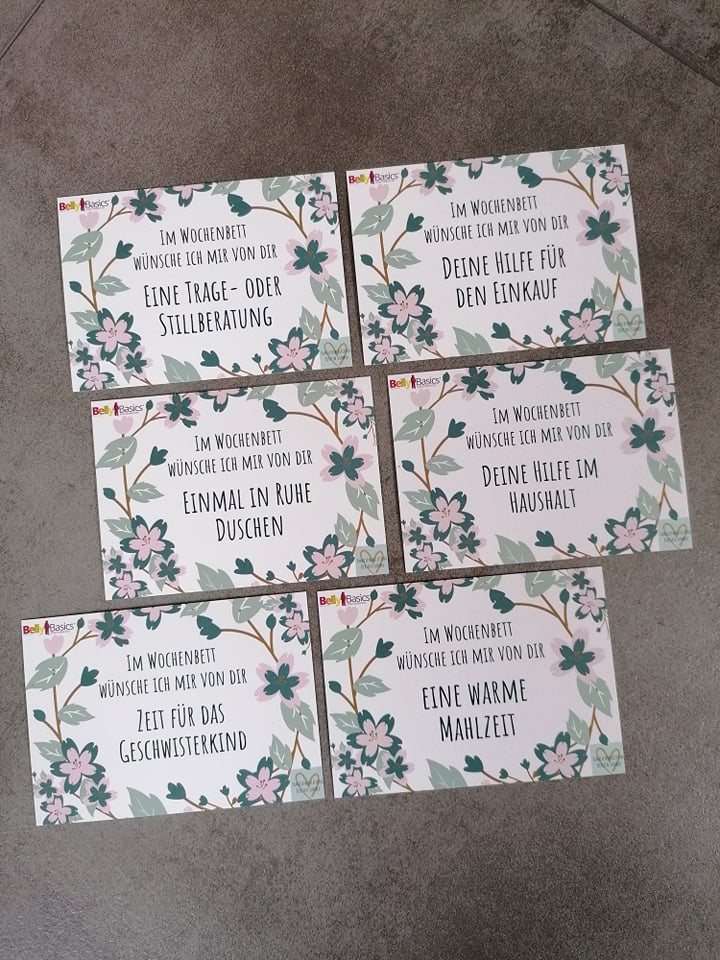 Belly Basics
Im Wochenbett
wünsche ich mir von dir
Eine Trage- oder
Stillberatung
Belly Basics
Im Wochenbett
wünsche ich mir von dir
Deine Hilfe für
den Einkauf
Belly Basics
Im Wochenbett
wünsche ich mir von dir
Einmal in Ruhe
Duschen
Belly Basics
Im Wochenbett
wünsche ich mir von dir
Deine Hilfe im
Haushalt
Belly Basics
Im Wochenbett
wünsche ich mir von dir
Zeit für das
Geschwisterkind
Belly Basics
Im Wochenbett
wünsche ich mir von dir
eine warme
Mahlzeit